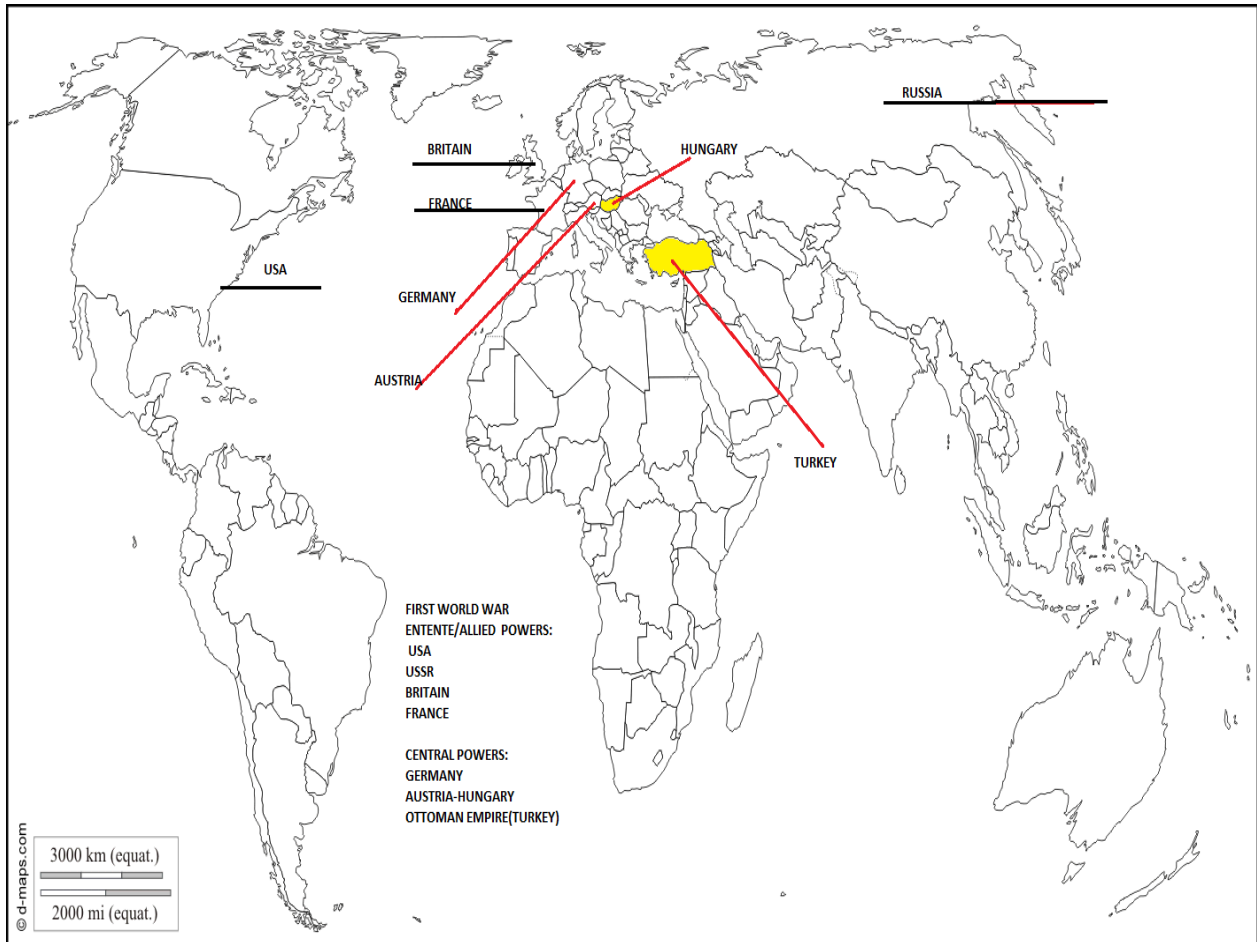 RUSSIA
BRITAIN
HUNGARY
FRANCE
USA
GERMANY
AUSTRIA
TURKEY
FIRST WORLD WAR
ENTENTE/ALLIED POWERS:
USA
USSR
BRITAIN
FRANCE
CENTRAL POWERS:
GERMANY
AUSTRIA-HUNGARY
OTTOMAN EMPIRE(TURKEY)
3000 km (equat.)
2000 mi (equat.)
© d-maps.com